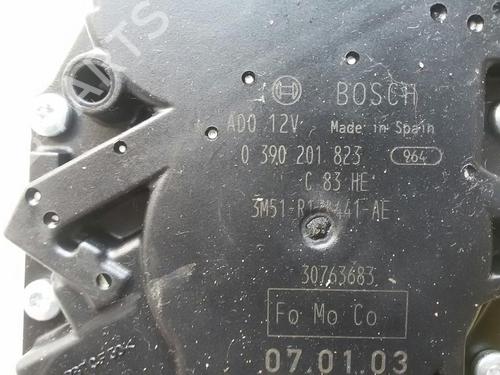 BOSCH
ADO 12V Made in Spain
0 390 201 823 964
C 83 HE
30763683
Fo Mo Co
07.01.03